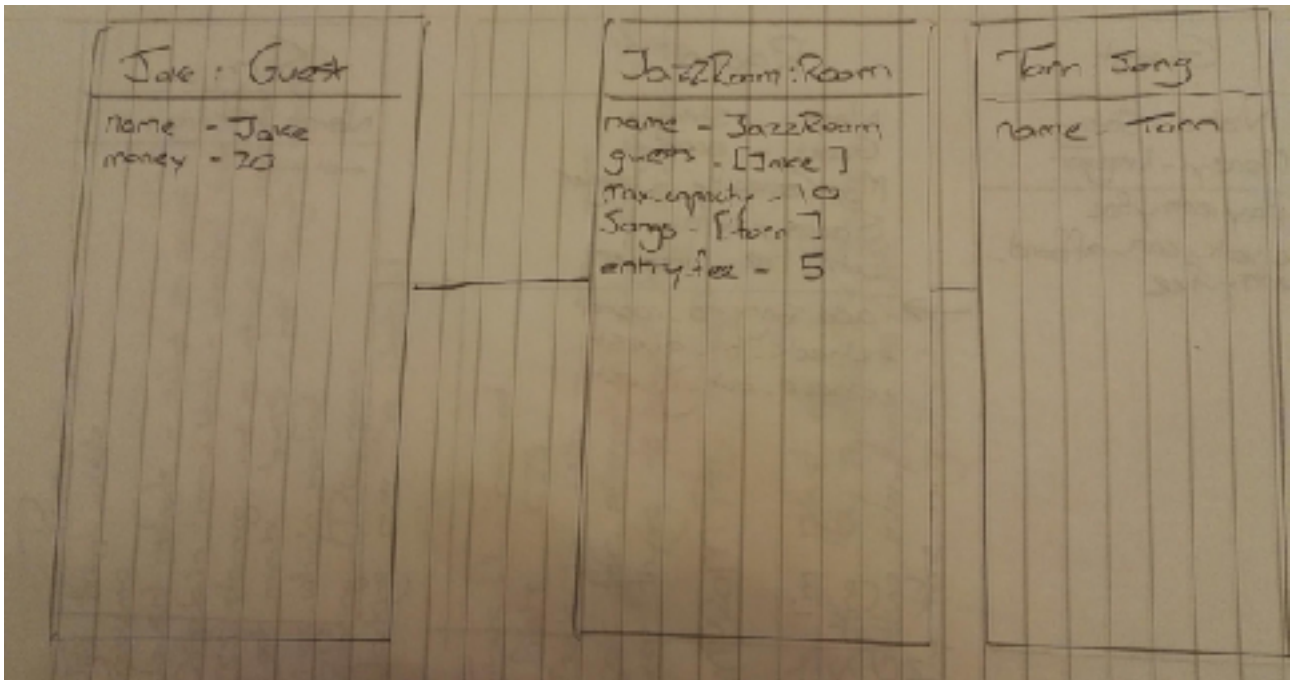 Jake : Guest
name - Jake
money - 20
JazzRoom : Room
name - JazzRoom
guests - [Jake]
max_capacity - 10
Songs - [torn]
entry_fee - 5
Torn Song
name - Torn